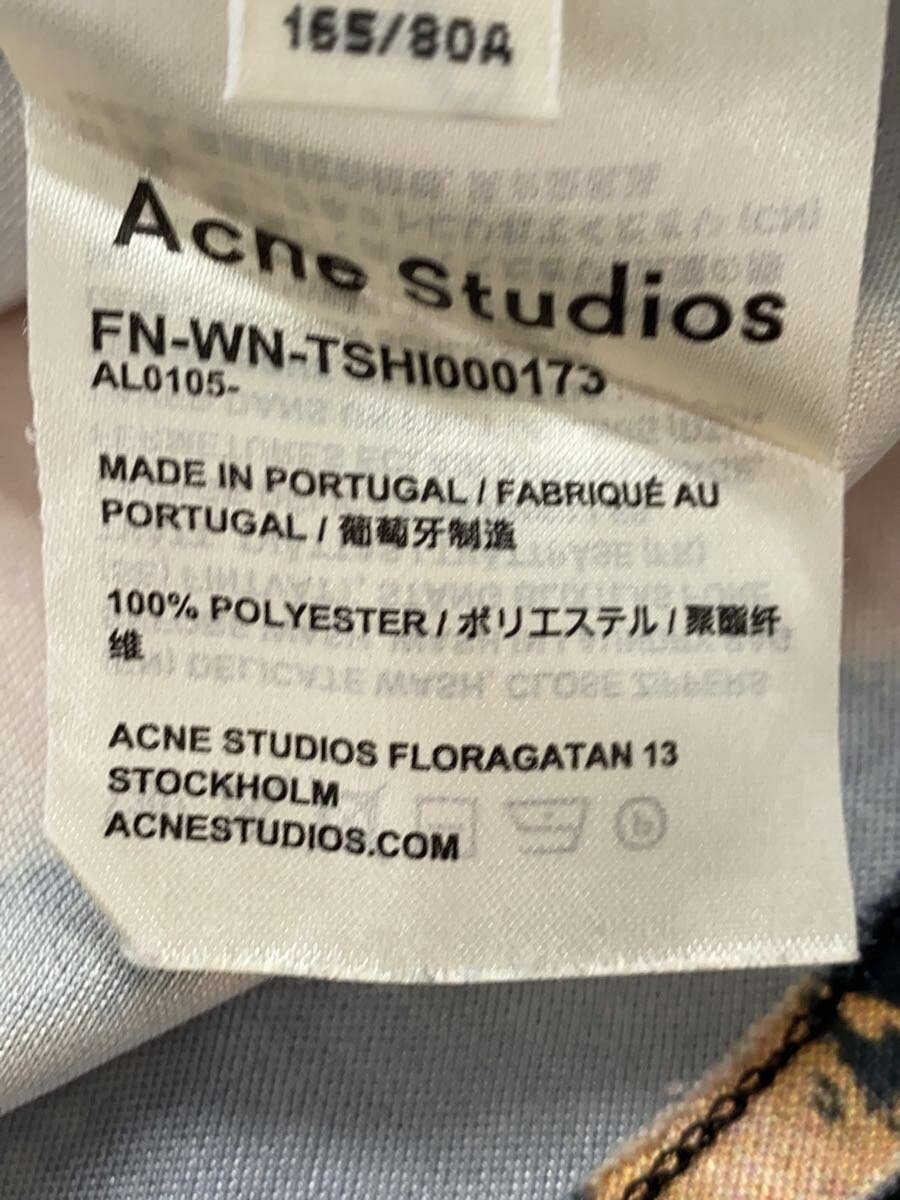 165/80A
Acne Studios
FN-WN-TSHI000173
AL0105-
MADE IN PORTUGAL / FABRIQUÉ AU
PORTUGAL / 葡萄牙制造
100% POLYESTER / ポリエステル / 聚酯纤
维
ACNE STUDIOS FLORAGATAN 13
STOCKHOLM
ACNESTUDIOS.COM